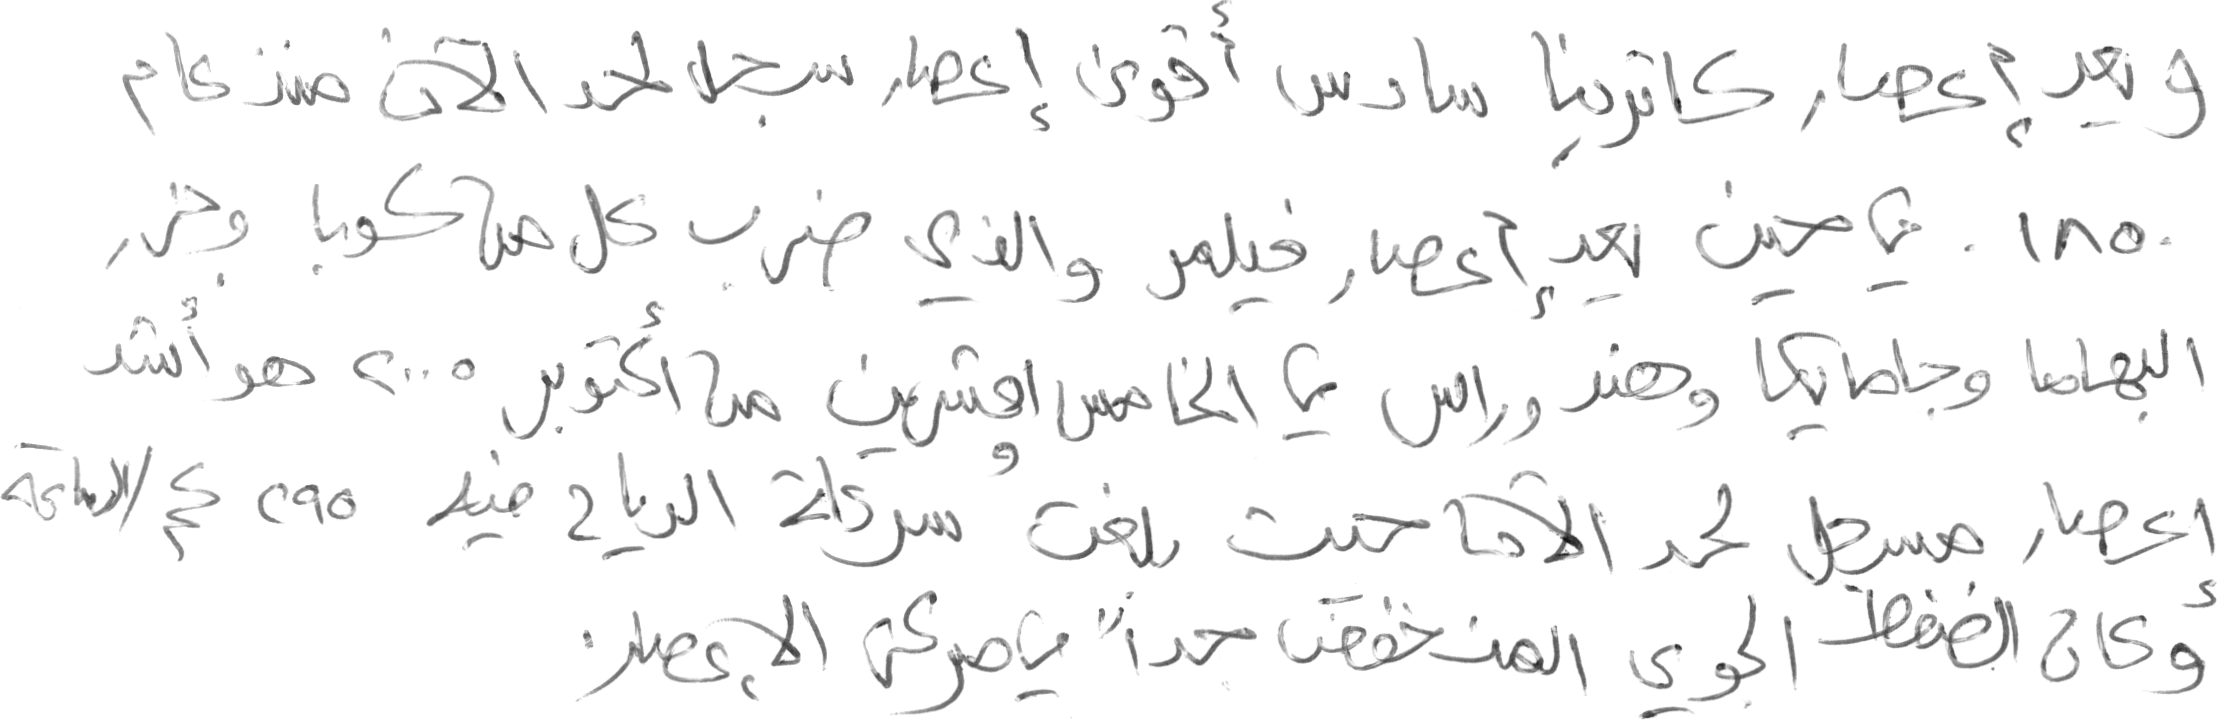 ويعد إعصار كاترينا سادس أقوى إعصار سجل لحد الآن منذ عام
١٨٥٠. في حين يعد إعصار فيلمر والذي ضرب كل من كوبا وجزر
البهاما وجامايكا وهندوراس في الخامس والعشرين من أكتوبر ٢٠٠٥ هو أشد
إعصار مسجل لحد الآن حيث بلغت سرعة الرياح فيه ٢٩٥ كم/الساعة
وكان الضغط الجوي المنخفض جداً في مركز الإعصار.